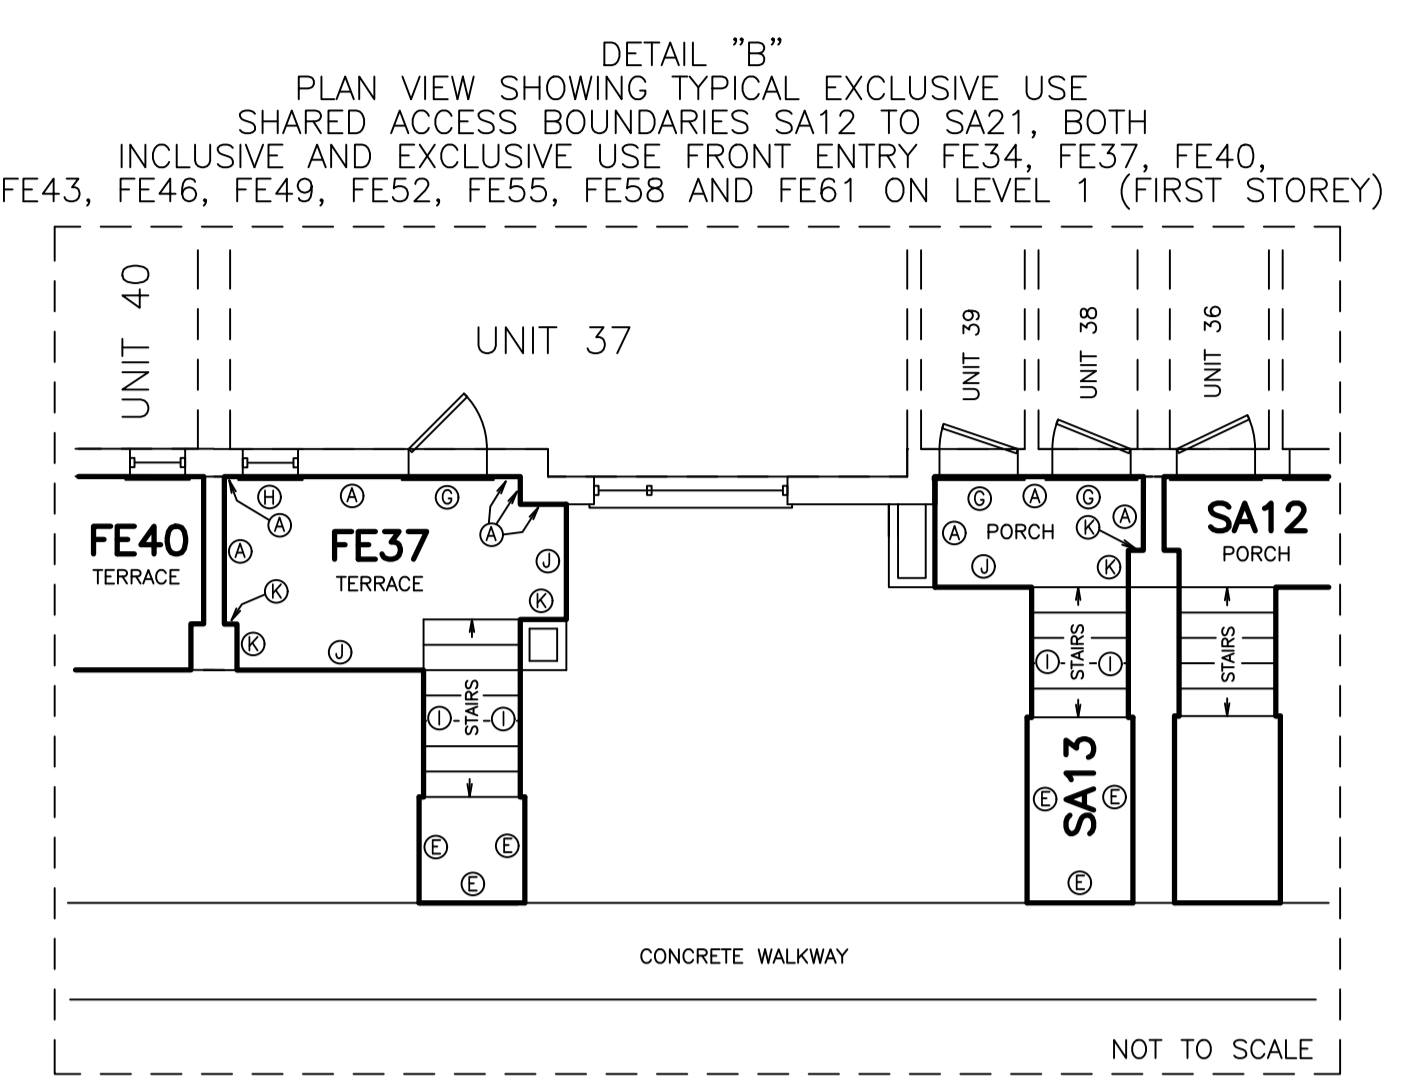 DETAIL "B"
PLAN VIEW SHOWING TYPICAL EXCLUSIVE USE
SHARED ACCESS BOUNDARIES SA12 TO SA21, BOTH
INCLUSIVE AND EXCLUSIVE USE FRONT ENTRY FE34, FE37, FE40,
FE43, FE46, FE49, FE52, FE55, FE58 AND FE61 ON LEVEL 1 (FIRST STOREY)
UNIT 40
UNIT 37
UNIT 39
UNIT 38
UNIT 36
FE40
TERRACE
H
A
G
A
A
A
FE37
TERRACE
J
K
K
K
J
STAIRS
I
I
E
E
E
G
A
G
A
A
K
PORCH
J
K
STAIRS
I
I
SA13
E
E
E
SA12
PORCH
STAIRS
CONCRETE WALKWAY
NOT TO SCALE